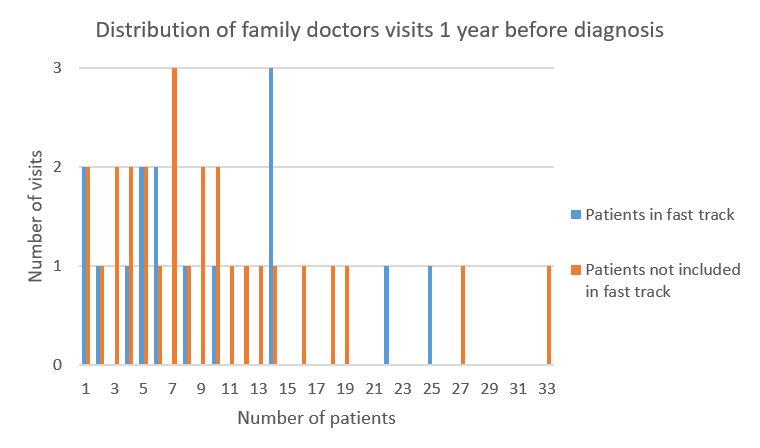 Distribution of family doctors visits 1 year before diagnosis
3
2
1
0
Number of visits
1 3 5 7 9 11 13 15 17 19 21 23 25 27 29 31 33
Number of patients
Patients in fast track
Patients not included
in fast track